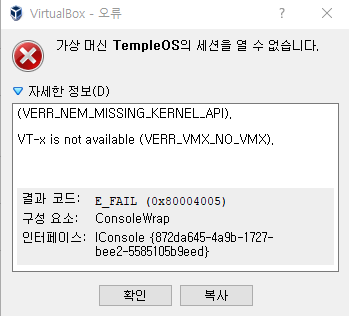 VirtualBox - 오류
가상 머신 TempleOS의 세션을 열 수 없습니다.
자세한 정보(D)
(VERR_NEM_MISSING_KERNEL_API).
VT-x is not available (VERR_VMX_NO_VMX).
결과 코드: E_FAIL (0x80004005)
구성 요소: ConsoleWrap
인터페이스: IConsole {872da645-4a9b-1727-
bee2-5585105b9eed}
확인 복사